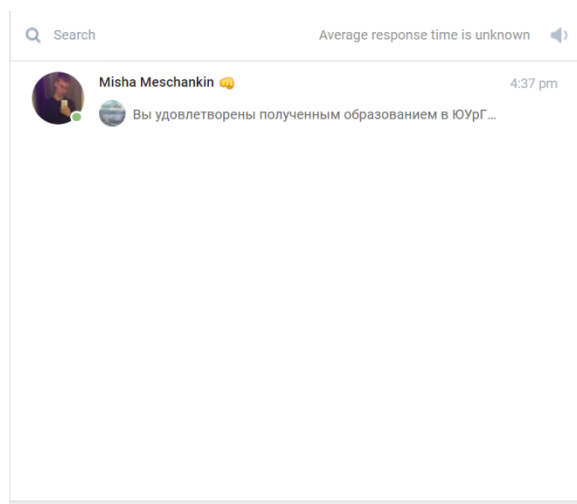 Search
Average response time is unknown
Misha Meschankin 👊
4:37 pm
Вы удовлетворены полученным образованием в ЮУрГ...